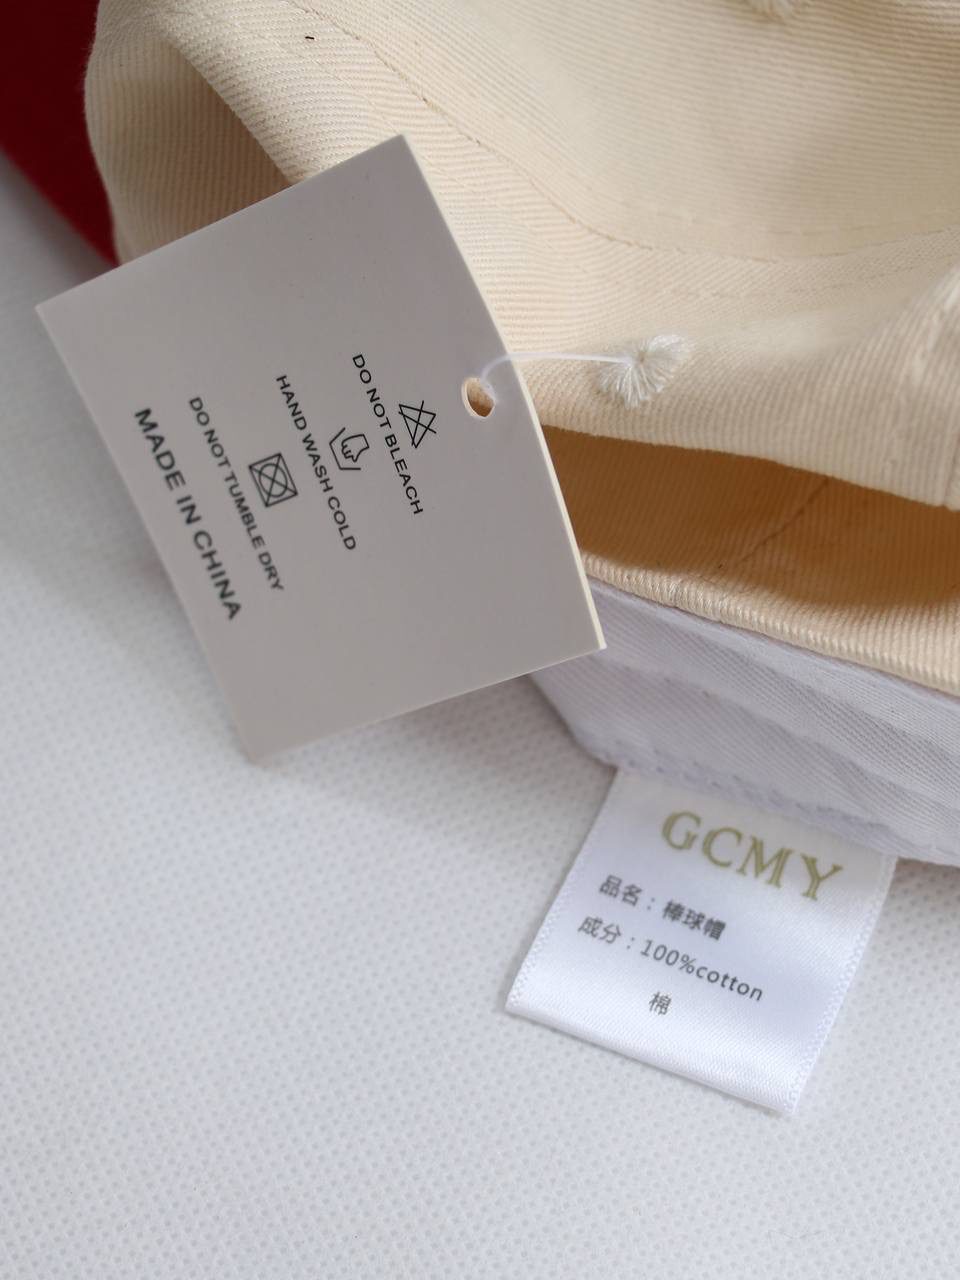 DO NOT BLEACH
HAND WASH COLD
DO NOT TUMBLE DRY
MADE IN CHINA
GCMY
品名：棒球帽
成分：100%cotton
棉